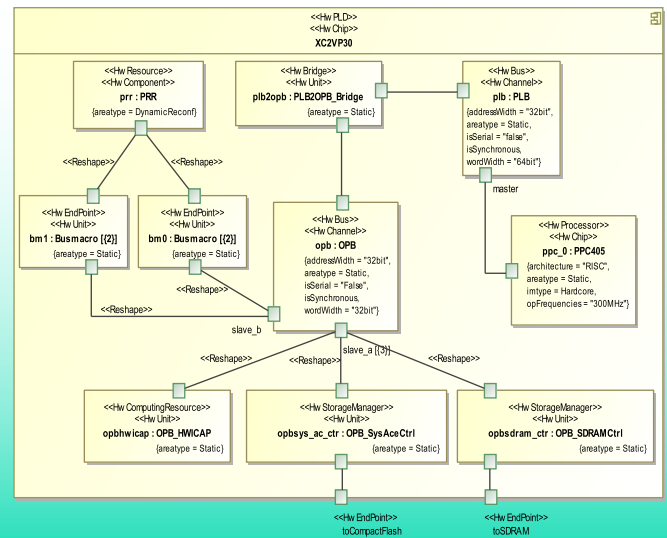 <<Hw PLD>>
<<Hw Chip>>
XC2VP30
<<Hw Resource>>
<<Hw Component>>
prr : PRR
{areatype = DynamicReconf}
<<Hw Bridge>>
<<Hw Unit>>
plb2opb : PLB2OPB_Bridge
{areatype = Static}
<<Hw Bus>>
<<Hw Channel>>
plb : PLB
{addressWidth = "32bit",
areatype = Static,
isSerial = "false",
isSynchronous,
wordWidth = "64bit"}
master
<<Reshape>>
<<Reshape>>
<<Hw EndPoint>>
<<Hw Unit>>
bm1 : Busmacro [{2}]
{areatype = Static}
<<Hw EndPoint>>
<<Hw Unit>>
bm0 : Busmacro [{2}]
{areatype = Static}
<<Hw Bus>>
<<Hw Channel>>
opb : OPB
{addressWidth = "32bit",
areatype = Static,
isSerial = "False",
isSynchronous,
wordWidth = "32bit"}
<<Hw Processor>>
<<Hw Chip>>
ppc_0 : PPC405
{architecture = "RISC",
areatype = Static,
imtype = Hardcore,
opFrequencies = "300MHz"}
<<Reshape>>
<<Reshape>>
slave_b
slave_a [{3}]
<<Reshape>>
<<Reshape>>
<<Reshape>>
<<Hw ComputingResource>>
<<Hw Unit>>
opbhwicap : OPB_HWICAP
{areatype = Static}
<<Hw StorageManager>>
<<Hw Unit>>
opbsys_ac_ctr : OPB_SysAceCtrl
{areatype = Static}
<<Hw StorageManager>>
<<Hw Unit>>
opbsdram_ctr : OPB_SDRAMCtrl
{areatype = Static}
<<Hw EndPoint>>
toCompactFlash
<<Hw EndPoint>>
toSDRAM